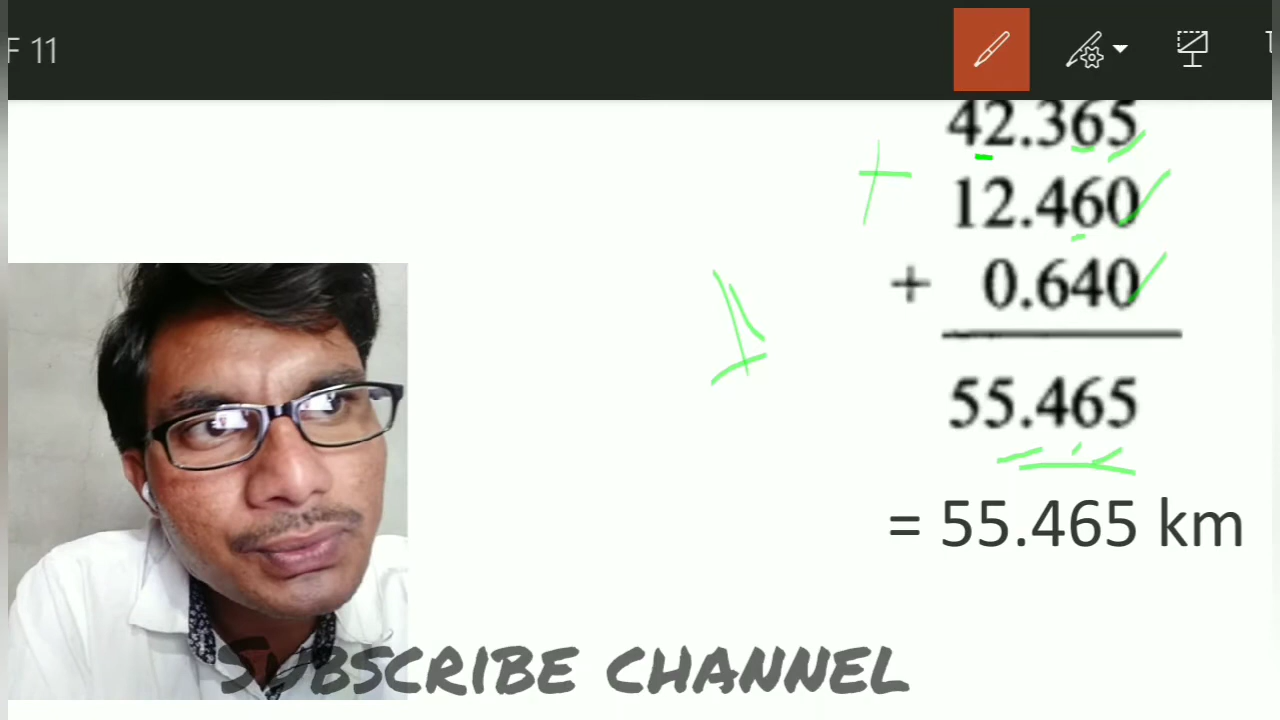 F 11
42.365
+
12.460
+ 0.640
55.465
= 55.465 km
SUBSCRIBE CHANNEL